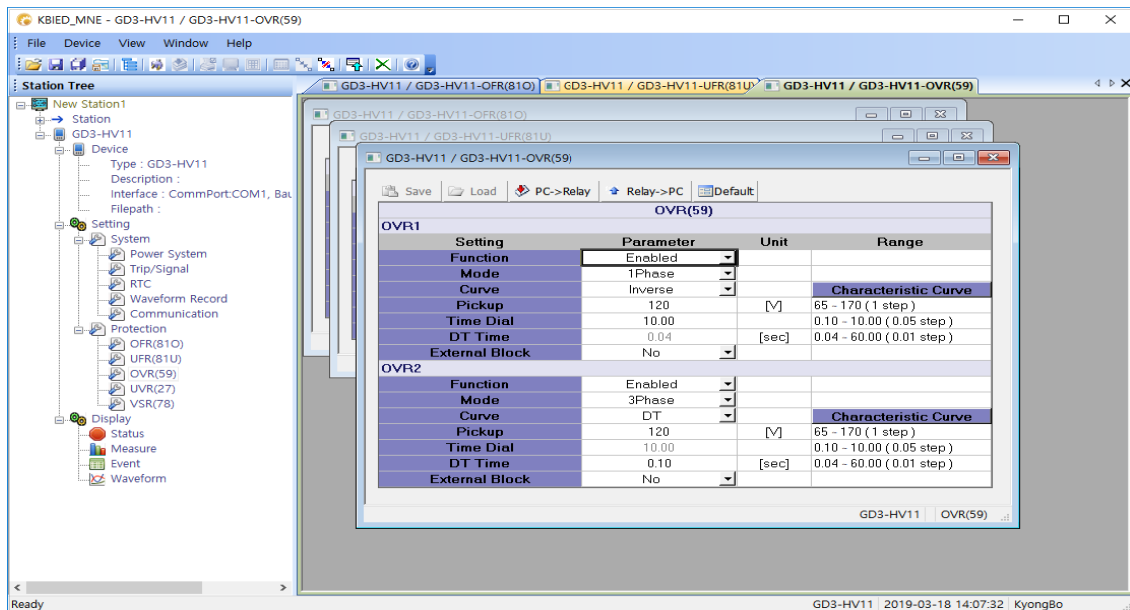 KBIED_MNE - GD3-HV11 / GD3-HV11-OVR(59)
File Device View Window Help
Station Tree
GD3-HV11 / GD3-HV11-OFR(81O) GD3-HV11 / GD3-HV11-UFR(81U) GD3-HV11 / GD3-HV11-OVR(59)
New Station1
Station
GD3-HV11
Device
Type : GD3-HV11
Description :
Interface : CommPort:COM1, Bau
Filepath :
Setting
System
Power System
Trip/Signal
RTC
Waveform Record
Communication
Protection
OFR(81O)
UFR(81U)
OVR(59)
UVR(27)
VSR(78)
Display
Status
Measure
Event
Waveform
GD3-HV11 / GD3-HV11-OFR(81O)
GD3-HV11 / GD3-HV11-UFR(81U)
GD3-HV11 / GD3-HV11-OVR(59)
Save Load PC->Relay Relay->PC Default
OVR(59)
OVR1
Setting Parameter Unit Range
Function Enabled
Mode 1Phase
Curve Inverse Characteristic Curve
Pickup 120 [V] 65 - 170 ( 1 step )
Time Dial 10.00 0.10 - 10.00 ( 0.05 step )
DT Time 0.04 [sec] 0.04 - 60.00 ( 0.01 step )
External Block No
OVR2
Function Enabled
Mode 3Phase
Curve DT Characteristic Curve
Pickup 120 [V] 65 - 170 ( 1 step )
Time Dial 10.00 0.10 - 10.00 ( 0.05 step )
DT Time 0.10 [sec] 0.04 - 60.00 ( 0.01 step )
External Block No
GD3-HV11 OVR(59)
Ready GD3-HV11 2019-03-18 14:07:32 KyongBo